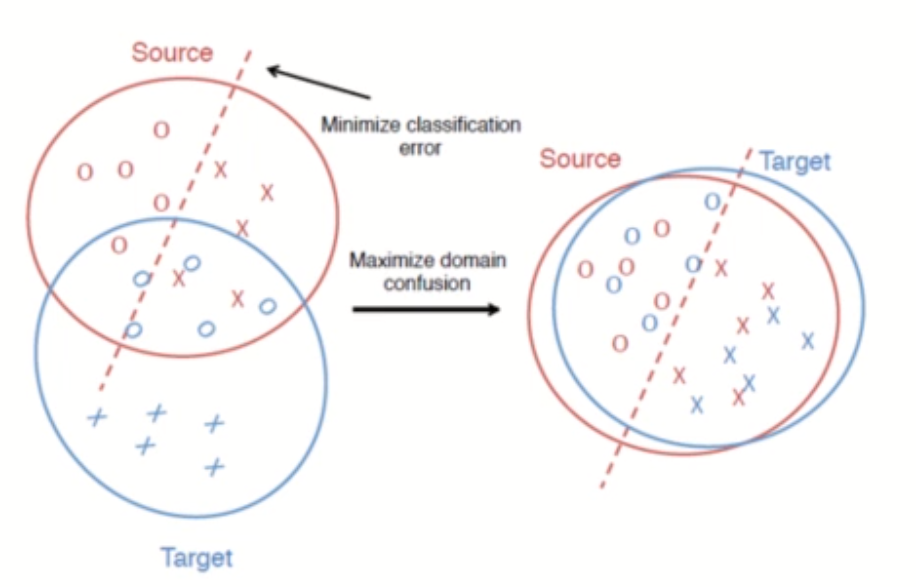 Source
Minimize classification
error
Source
Target
Maximize domain
confusion
Target